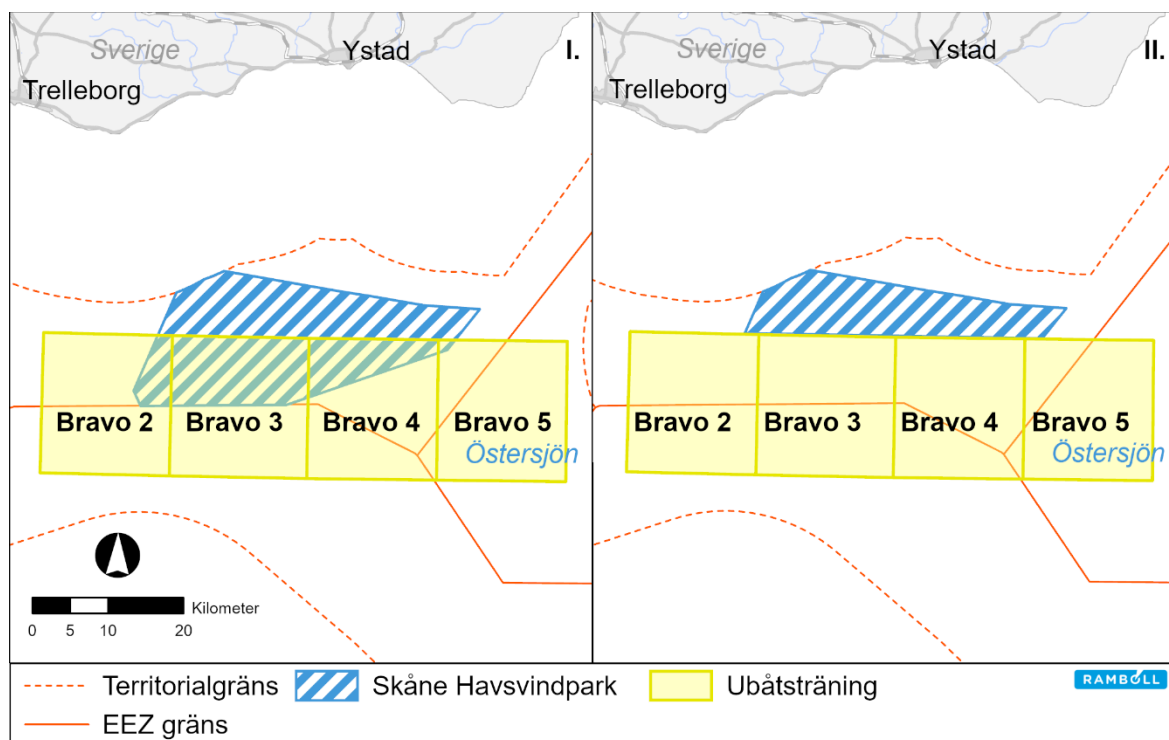 Sverige
Ystad
I.
Trelleborg
Bravo 2
Bravo 3
Bravo 4
Bravo 5
Östersjön
Kilometer
0 5 10 20
Ystad
II.
Sverige
Trelleborg
Bravo 2
Bravo 3
Bravo 4
Bravo 5
Östersjön
Territorialgräns
Skåne Havsvindpark
Ubåtsträning
RAMBOLL
EEZ gräns